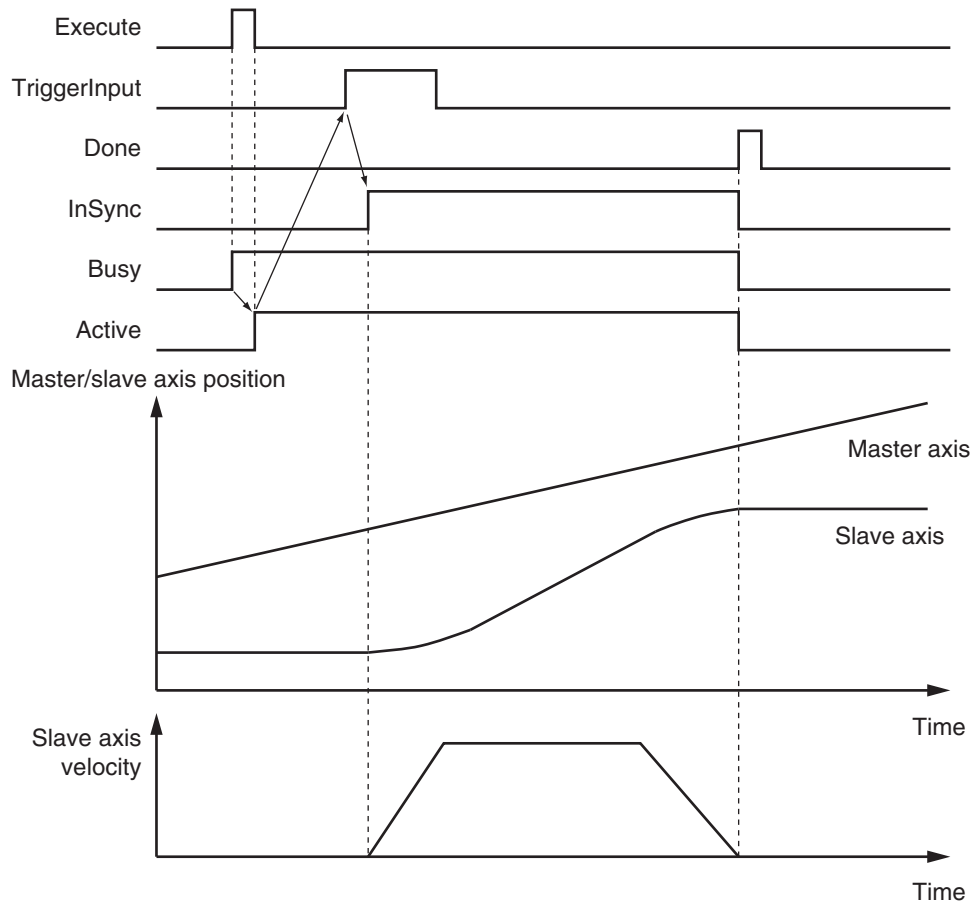 Execute
TriggerInput
Done
InSync
Busy
Active
Master/slave axis position
Master axis
Slave axis
Time
Slave axis
velocity
Time